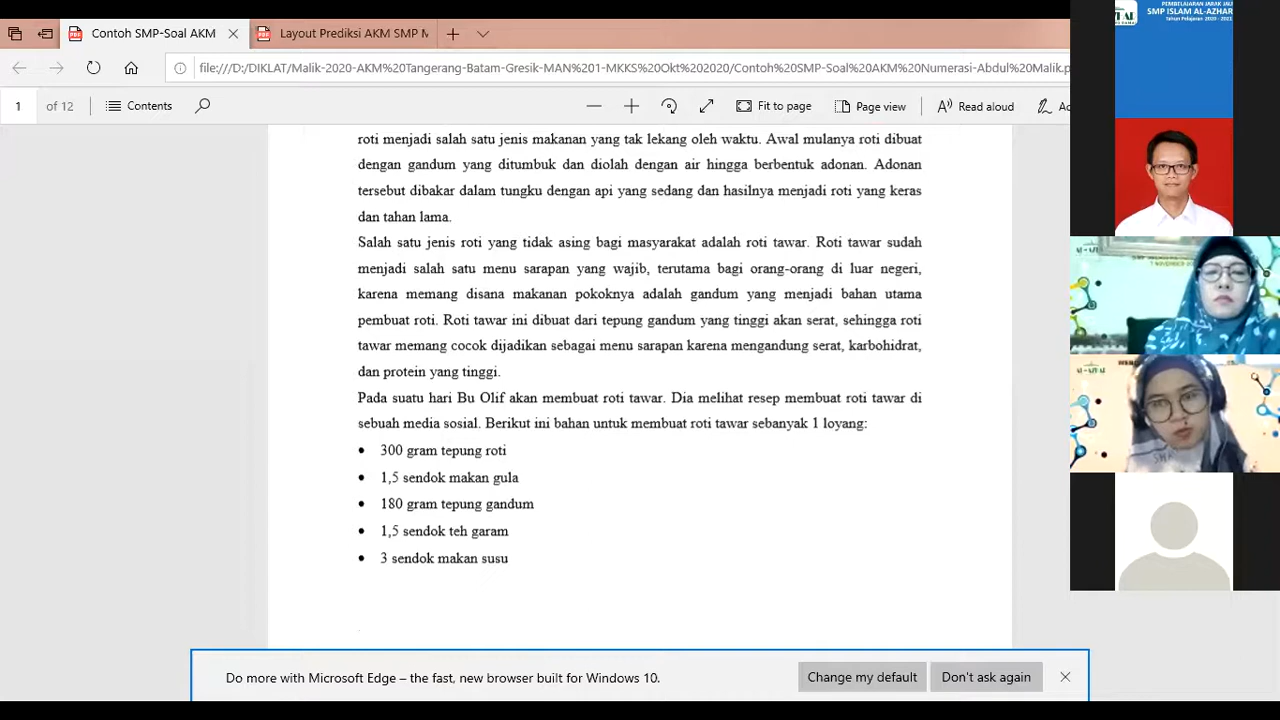 Contoh SMP-Soal AKM
Layout Prediksi AKM SMP M
file:///D:/DIKLAT/Malik-2020-AKM%20Tangerang-Batam-Gresik-MAN%201-MKKS%20Okt%202020/Contoh%20SMP-Soal%20AKM%20Numerasi-Abdul%20Malik.p
1 of 12 Contents Fit to page Page view Read aloud
roti menjadi salah satu jenis makanan yang tak lekang oleh waktu. Awal mulanya roti dibuat
dengan gandum yang ditumbuk dan diolah dengan air hingga berbentuk adonan. Adonan
tersebut dibakar dalam tungku dengan api yang sedang dan hasilnya menjadi roti yang keras
dan tahan lama.
Salah satu jenis roti yang tidak asing bagi masyarakat adalah roti tawar. Roti tawar sudah
menjadi salah satu menu sarapan yang wajib, terutama bagi orang-orang di luar negeri,
karena memang disana makanan pokoknya adalah gandum yang menjadi bahan utama
pembuat roti. Roti tawar ini dibuat dari tepung gandum yang tinggi akan serat, sehingga roti
tawar memang cocok dijadikan sebagai menu sarapan karena mengandung serat, karbohidrat,
dan protein yang tinggi.
Pada suatu hari Bu Olif akan membuat roti tawar. Dia melihat resep membuat roti tawar di
sebuah media sosial. Berikut ini bahan untuk membuat roti tawar sebanyak 1 loyang:
• 300 gram tepung roti
• 1,5 sendok makan gula
• 180 gram tepung gandum
• 1,5 sendok teh garam
• 3 sendok makan susu
Do more with Microsoft Edge – the fast, new browser built for Windows 10.
Change my default
Don't ask again
PEMBELAJARAN JARAK JAU
SMP ISLAM AL-AZHAR
Tahun Pelajaran 2020 - 2021